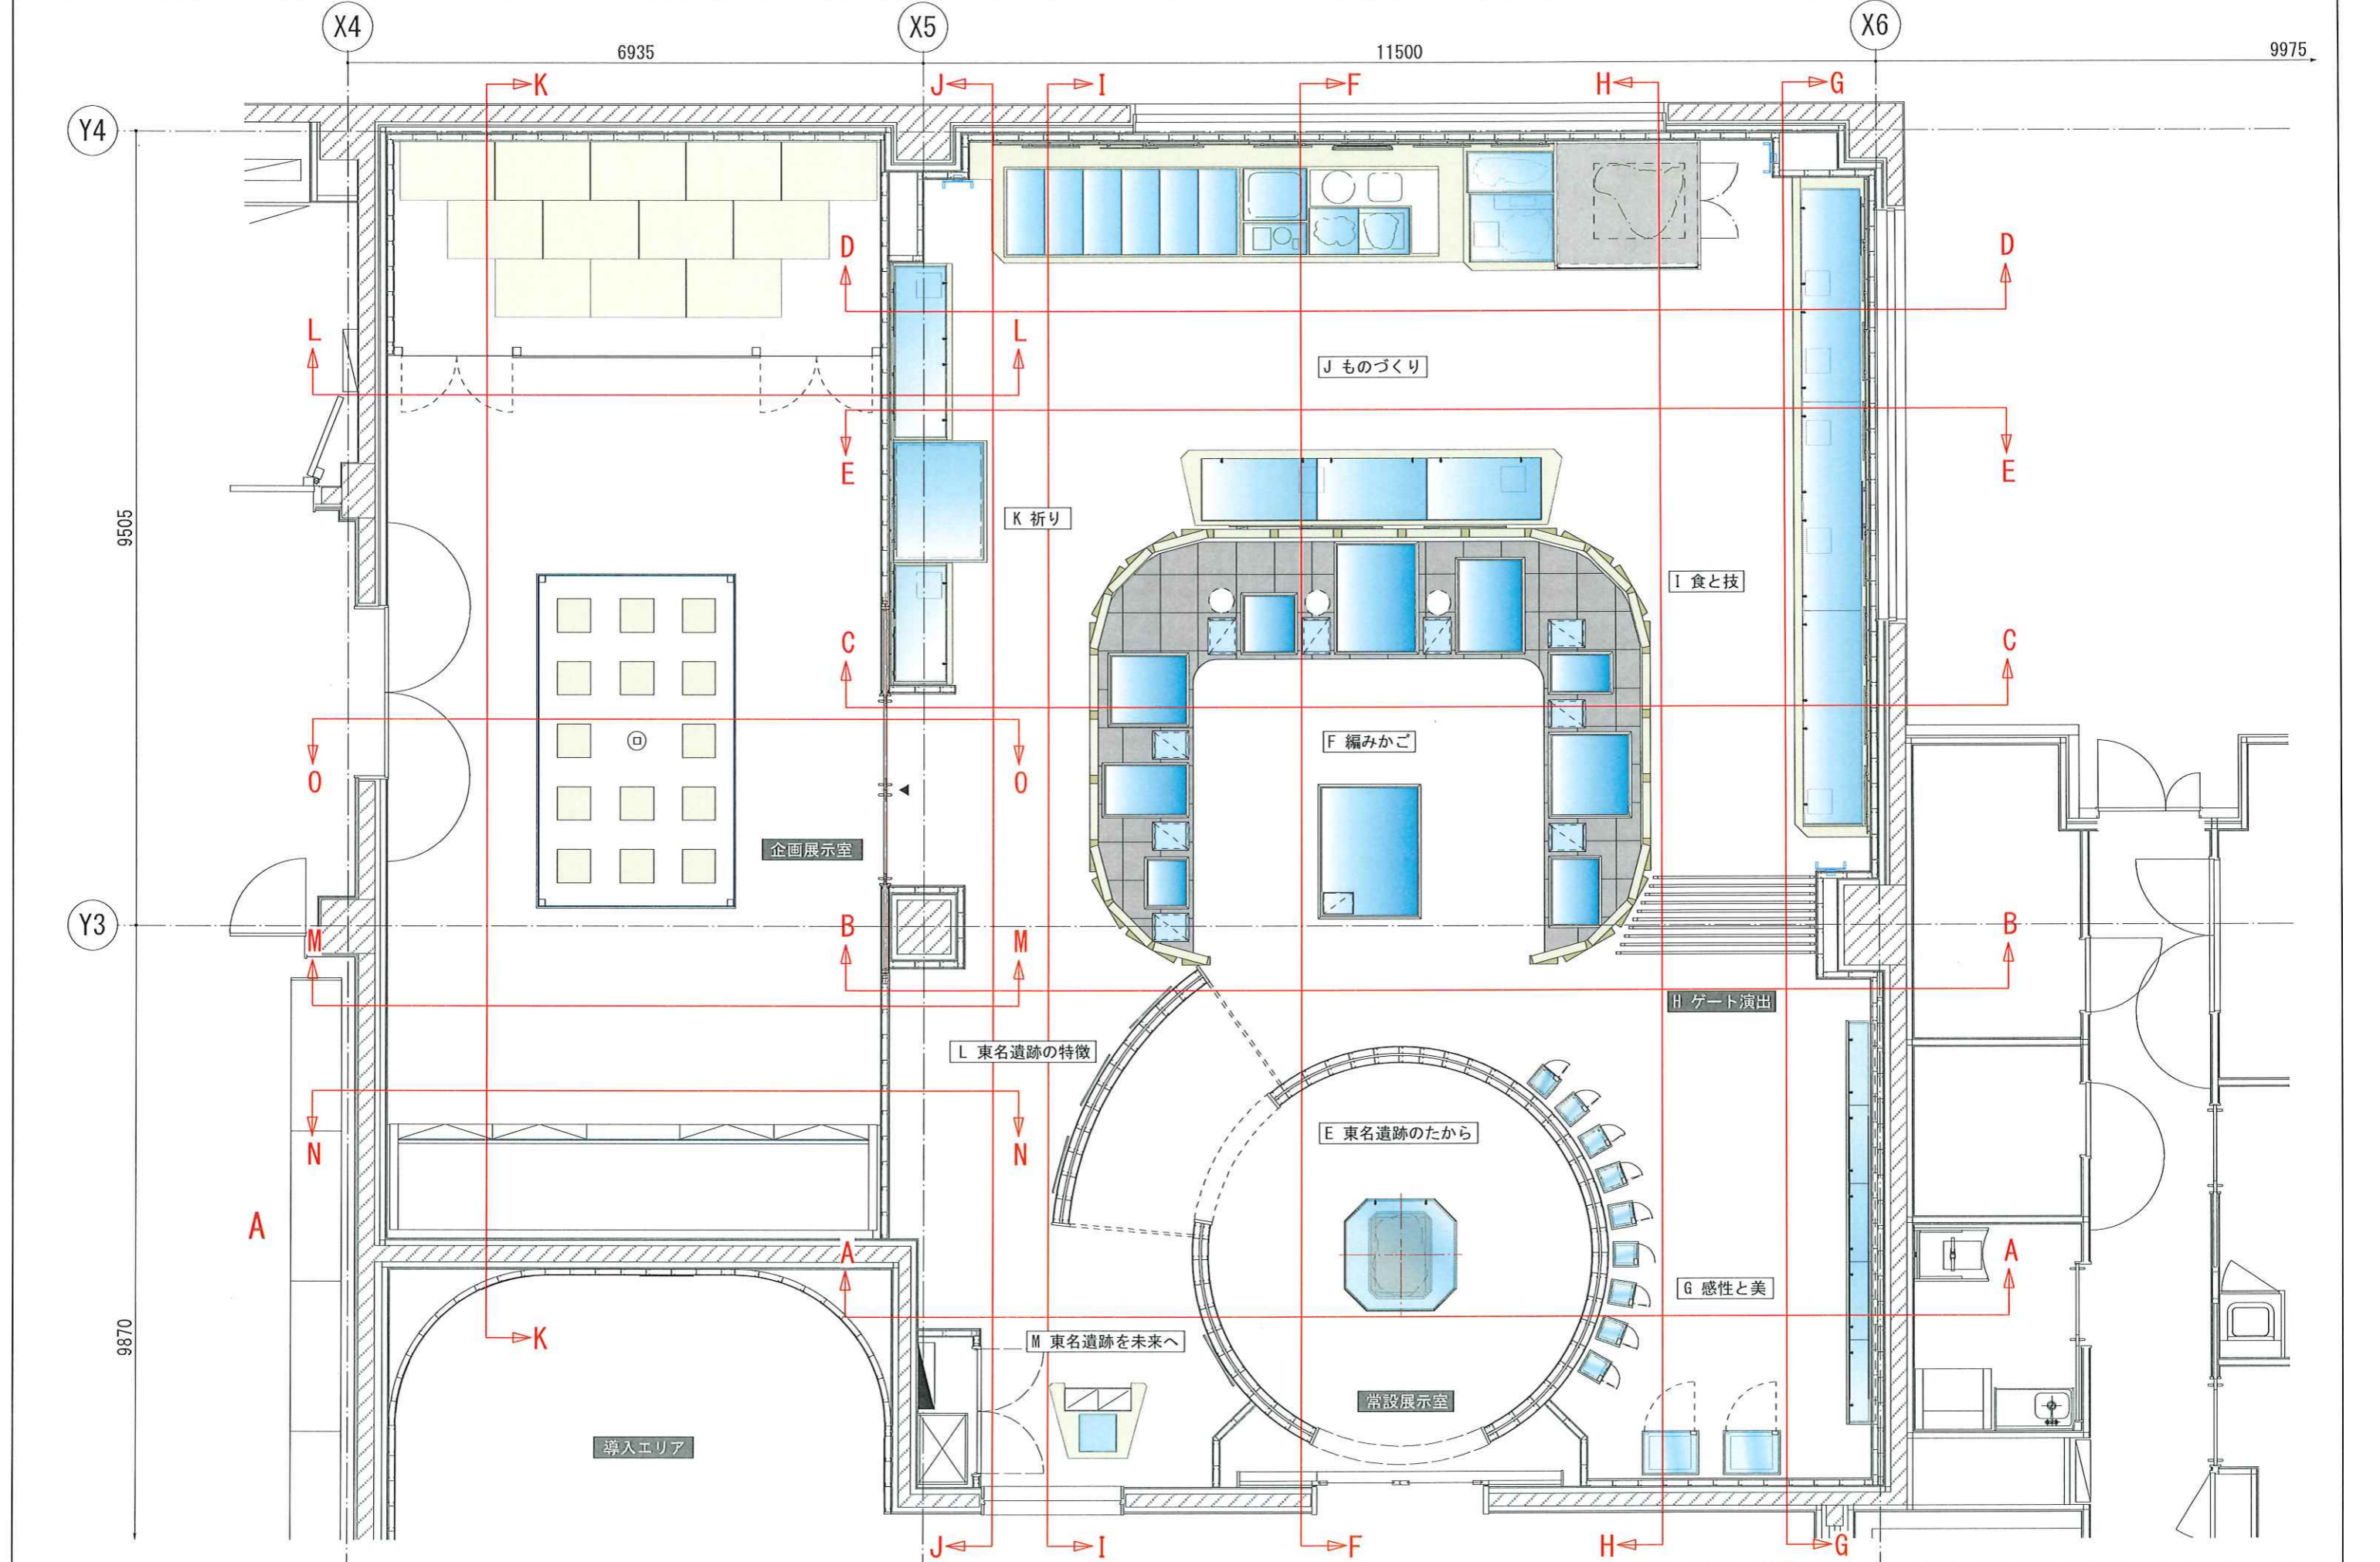 X4
X5
X6
6935
11500
9975
K
J
I
F
H
G
Y4
D
D
L
L
J ものづくり
E
E
K 祈り
9505
I 食と技
C
C
F 編みかご
O
O
企画展示室
Y3
M
B
M
B
H ゲート演出
L 東名遺跡の特徴
E 東名遺跡のたから
N
N
A
A
A
G 感性と美
9870
K
M 東名遺跡を未来へ
常設展示室
導入エリア
J
I
F
H
G